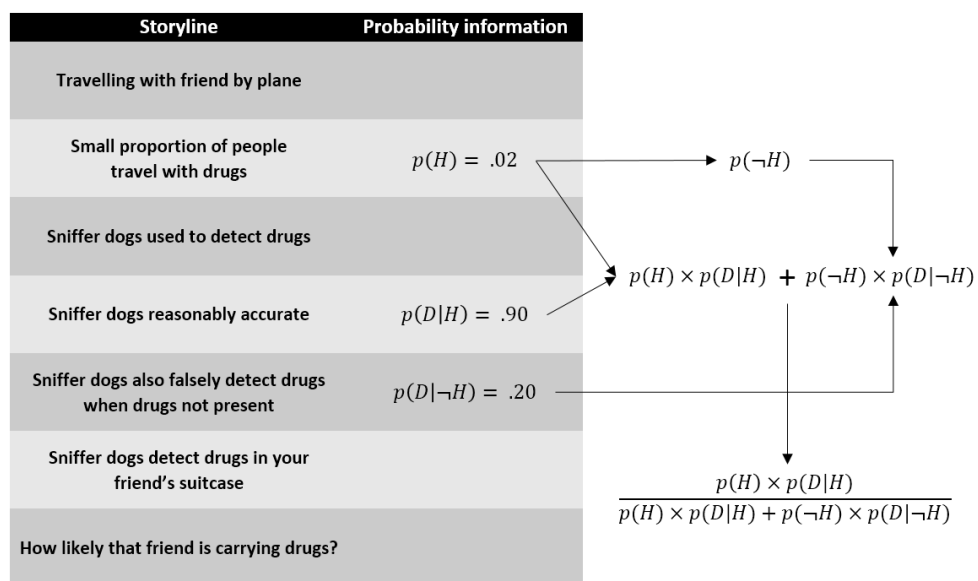 Storyline Probability information
Travelling with friend by plane
Small proportion of people
travel with drugs
p(H) = .02
p(¬H)
Sniffer dogs used to detect drugs
p(H) × p(D|H) + p(¬H) × p(D|¬H)
Sniffer dogs reasonably accurate
p(D|H) = .90
Sniffer dogs also falsely detect drugs
when drugs not present
p(D|¬H) = .20
Sniffer dogs detect drugs in your
friend's suitcase
p(H) × p(D|H)
p(H) × p(D|H) + p(¬H) × p(D|¬H)
How likely that friend is carrying drugs?